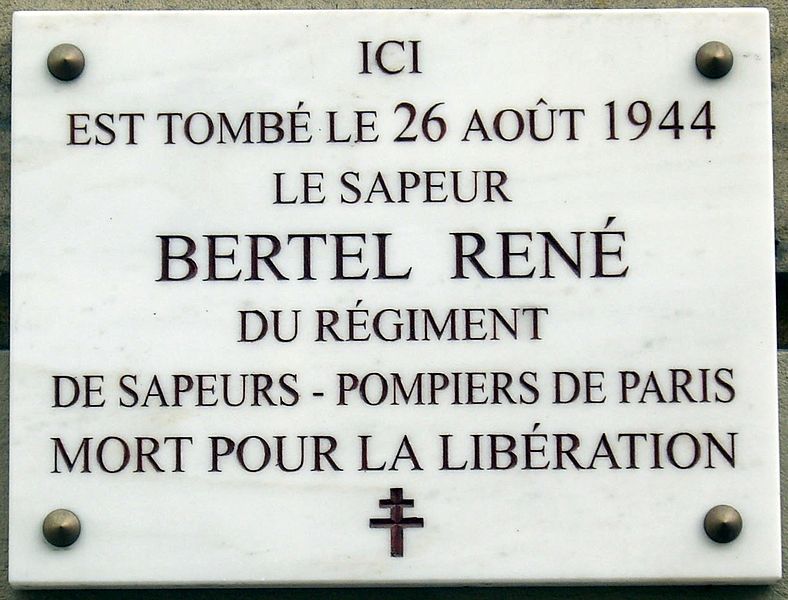 ICI
EST TOMBÉ LE 26 AOÛT 1944
LE SAPEUR
BERTEL RENÉ
DU RÉGIMENT
DE SAPEURS - POMPIERS DE PARIS
MORT POUR LA LIBÉRATION